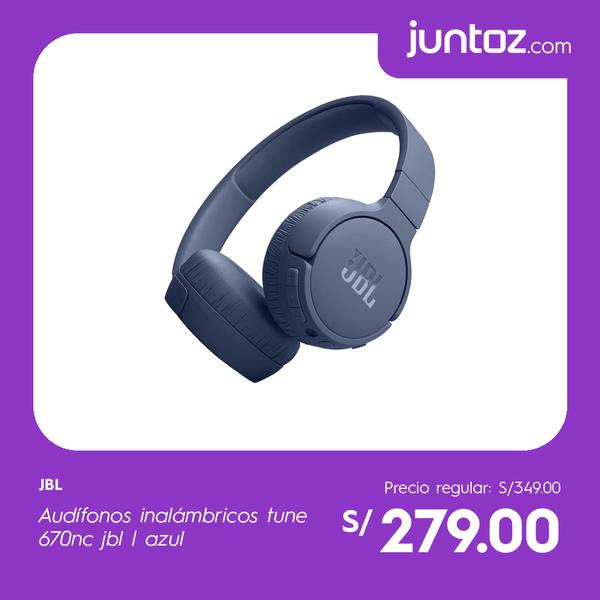 juntoz.com
JBL
JBL
Audífonos inalámbricos tune
670nc jbl | azul
Precio regular: S/349.00
S/279.00